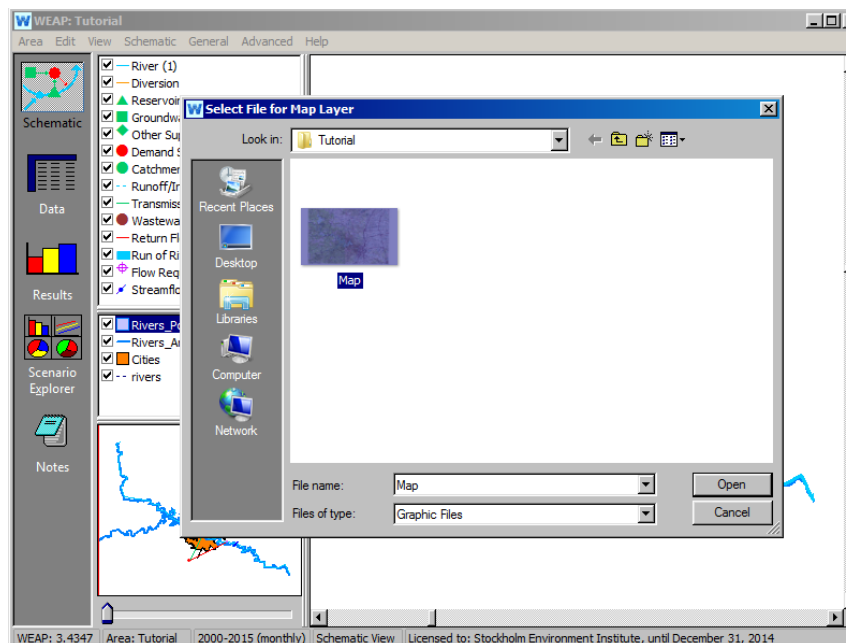 WEAP: Tutorial
Area Edit View Schematic General Advanced Help
Schematic
Data
Results
Scenario
Explorer
Notes
River (1)
Diversion
Reservoir
Groundwa
Other Sup
Demand S
Catchmen
Runoff/In
Transmiss
Wastewa
Return Fl
Run of Ri
Flow Req
Streamflo
Rivers_Po
Rivers_Ar
Cities
rivers
Select File for Map Layer
Look in:
Tutorial
Recent Places
Desktop
Libraries
Computer
Network
Map
File name:
Map
Open
Files of type:
Graphic Files
Cancel
WEAP: 3.4347 Area: Tutorial 2000-2015 (monthly) Schematic View Licensed to: Stockholm Environment Institute, until December 31, 2014